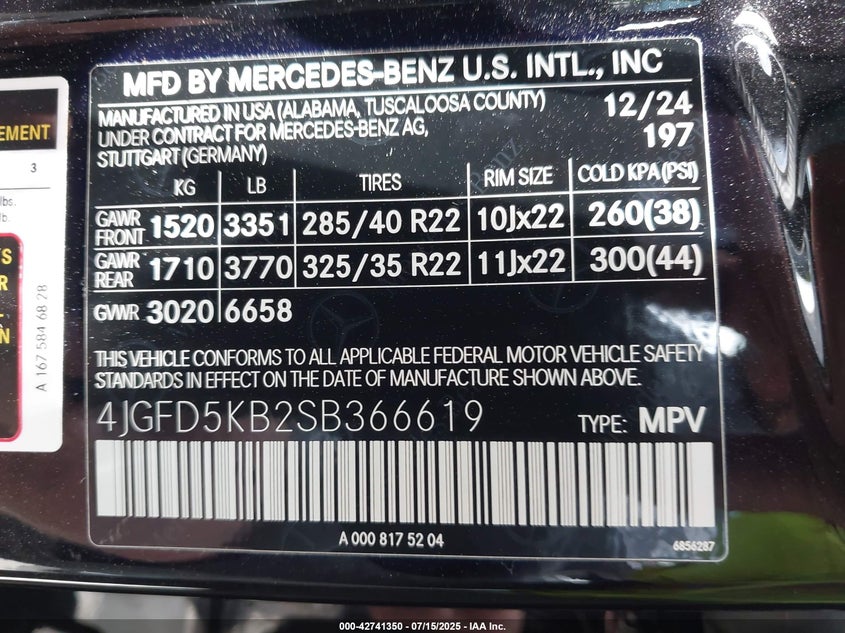 MFD BY MERCEDES-BENZ U.S. INTL., INC
MANUFACTURED IN USA (ALABAMA, TUSCALOOSA COUNTY) 12/24
UNDER CONTRACT FOR MERCEDES-BENZ AG, 197
STUTTGART (GERMANY)
KG LB TIRES RIM SIZE COLD KPA (PSI)
GAWR FRONT 1520 3351 285/40 R22 10Jx22 260(38)
GAWR REAR 1710 3770 325/35 R22 11Jx22 300(44)
GVWR 3020 6658
THIS VEHICLE CONFORMS TO ALL APPLICABLE FEDERAL MOTOR VEHICLE SAFETY
STANDARDS IN EFFECT ON THE DATE OF MANUFACTURE SHOWN ABOVE.
4JGFD5KB2SB366619 TYPE: MPV
A 000 817 52 04 6856287
EMENT
3
lbs.
lb.
A 167 584 68 28
000-42741350 - 07/15/2025 - IAA Inc.